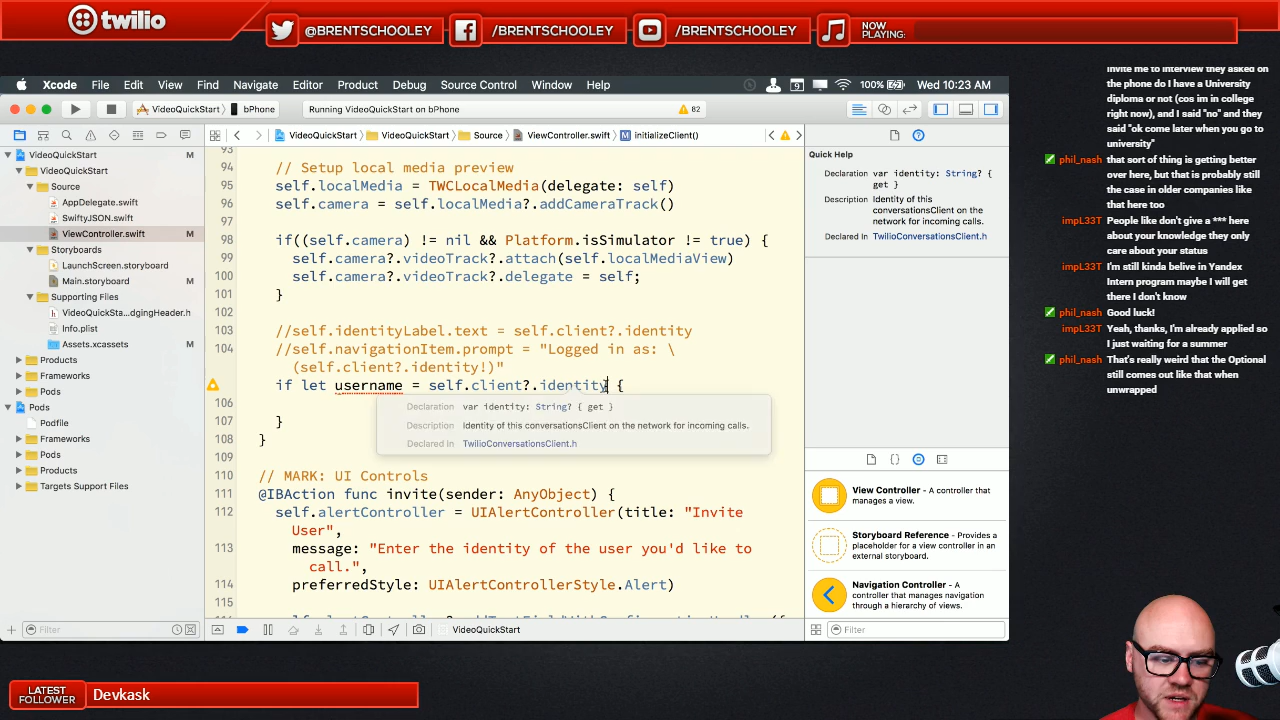 twilio
@BRENTSCHOOLEY
/BRENTSCHOOLEY
/BRENTSCHOOLEY
NOW
PLAYING:
Xcode File Edit View Find Navigate Editor Product Debug Source Control Window Help
9
100%
Wed 10:23 AM
VideoQuickStart
bPhone
Running VideoQuickStart on bPhone
62
VideoQuickStart
VideoQuickStart
Source
ViewController.swift
M
initializeClient()
VideoQuickStart M
VideoQuickStart
Source
AppDelegate.swift
SwiftyJSON.swift
ViewController.swift M
Storyboards
LaunchScreen.storyboard
Main.storyboard M
Supporting Files
VideoQuickSta...dgingHeader.h
Info.plist
Assets.xcassets M
Products
Frameworks
Pods
Pods
Podfile
Frameworks
Pods
Products
Targets Support Files
Filter
93
94 // Setup local media preview
95 self.localMedia = TWCLocalMedia(delegate: self)
96 self.camera = self.localMedia?.addCameraTrack()
97
98 if((self.camera) != nil && Platform.isSimulator != true) {
99 self.camera?.videoTrack?.attach(self.localMediaView)
100 self.camera?.videoTrack?.delegate = self;
101 }
102
103 //self.identityLabel.text = self.client?.identity
104 //self.navigationItem.prompt = "Logged in as: \
(self.client?.identity!)"
if let username = self.client?.identity {
106
107 }
108 }
109
110 // MARK: UI Controls
111 @IBAction func invite(sender: AnyObject) {
112 self.alertController = UIAlertController(title: "Invite
User",
113 message: "Enter the identity of the user you'd like to
call.",
114 preferredStyle: UIAlertControllerStyle.Alert)
115
Declaration var identity: String? { get }
Description Identity of this conversationsClient on the network for incoming calls.
Declared in TwilioConversationsClient.h
VideoQuickStart
Quick Help
Declaration var identity: String? {
get }
Description Identity of this
conversationsClient on the
network for incoming calls.
Declared in TwilioConversationsClient.h
View Controller - A controller that
manages a view.
Storyboard Reference - Provides a
placeholder for a view controller in an
external storyboard.
Navigation Controller - A
controller that manages navigation
through a hierarchy of views.
Filter
invite me to interview they asked on
the phone do I have a University
diploma or not (cos im in college
right now), and I said "no" and they
said "ok come later when you go to
university"
phil_nash that sort of thing is getting better
over here, but that is probably still
the case in older companies like
that here too
impL33T People like don't give a *** here
about your knowledge they only
care about your status
impL33T I'm still kinda belive in Yandex
Intern program maybe I will get
there I don't know
phil_nash Good luck!
impL33T Yeah, thanks, I'm already applied so
I just waiting for a summer
phil_nash That's really weird that the Optional
still comes out like that when
unwrapped
LATEST
FOLLOWER
Devkask